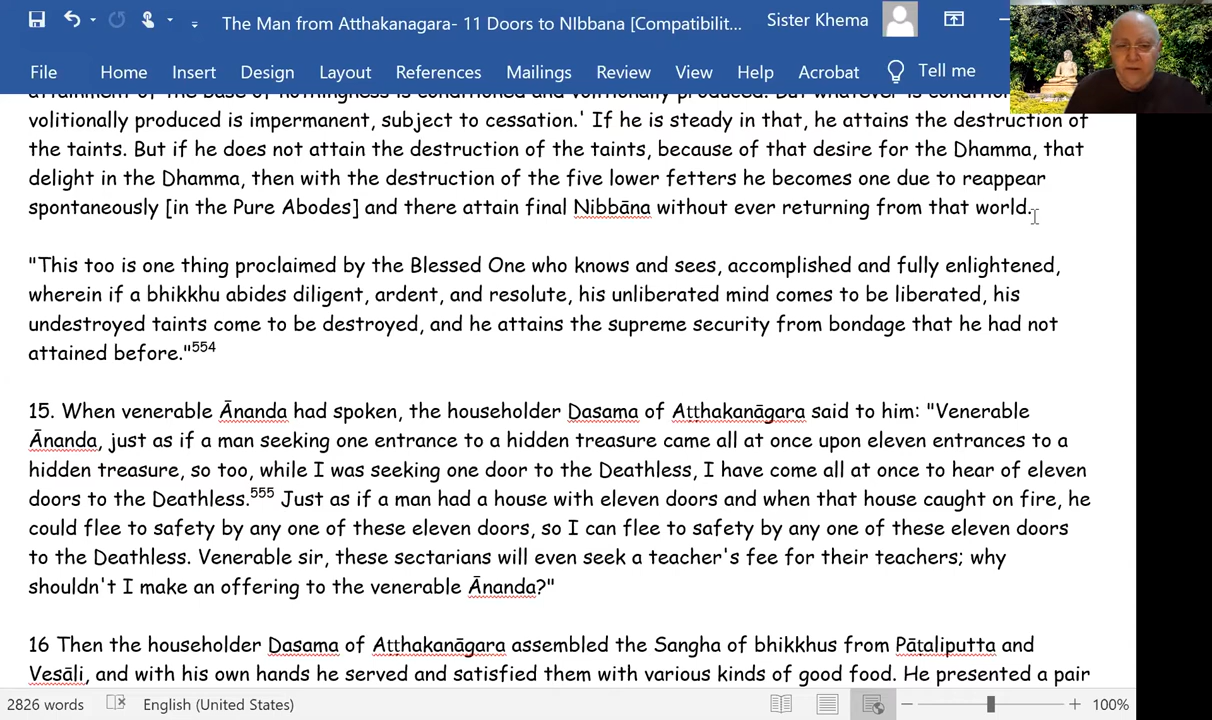 The Man from Atthakanagara- 11 Doors to NIbbana [Compatibilit...
Sister Khema
File Home Insert Design Layout References Mailings Review View Help Acrobat Tell me
attainment of the base of nothingness is conditioned and volitionally produced. But whatever is
volitionally produced is impermanent, subject to cessation.' If he is steady in that, he attains the destruction of
the taints. But if he does not attain the destruction of the taints, because of that desire for the Dhamma, that
delight in the Dhamma, then with the destruction of the five lower fetters he becomes one due to reappear
spontaneously [in the Pure Abodes] and there attain final Nibbāna without ever returning from that world.
"This too is one thing proclaimed by the Blessed One who knows and sees, accomplished and fully enlightened,
wherein if a bhikkhu abides diligent, ardent, and resolute, his unliberated mind comes to be liberated, his
undestroyed taints come to be destroyed, and he attains the supreme security from bondage that he had not
attained before."554
15. When venerable Ānanda had spoken, the householder Dasama of Aṭṭhakanāgara said to him: "Venerable
Ānanda, just as if a man seeking one entrance to a hidden treasure came all at once upon eleven entrances to a
hidden treasure, so too, while I was seeking one door to the Deathless, I have come all at once to hear of eleven
doors to the Deathless.555 Just as if a man had a house with eleven doors and when that house caught on fire, he
could flee to safety by any one of these eleven doors, so I can flee to safety by any one of these eleven doors
to the Deathless. Venerable sir, these sectarians will even seek a teacher's fee for their teachers; why
shouldn't I make an offering to the venerable Ānanda?"
16 Then the householder Dasama of Aṭṭhakanāgara assembled the Sangha of bhikkhus from Pāṭaliputta and
Vesāli, and with his own hands he served and satisfied them with various kinds of good food. He presented a pair
2826 words English (United States) 100%